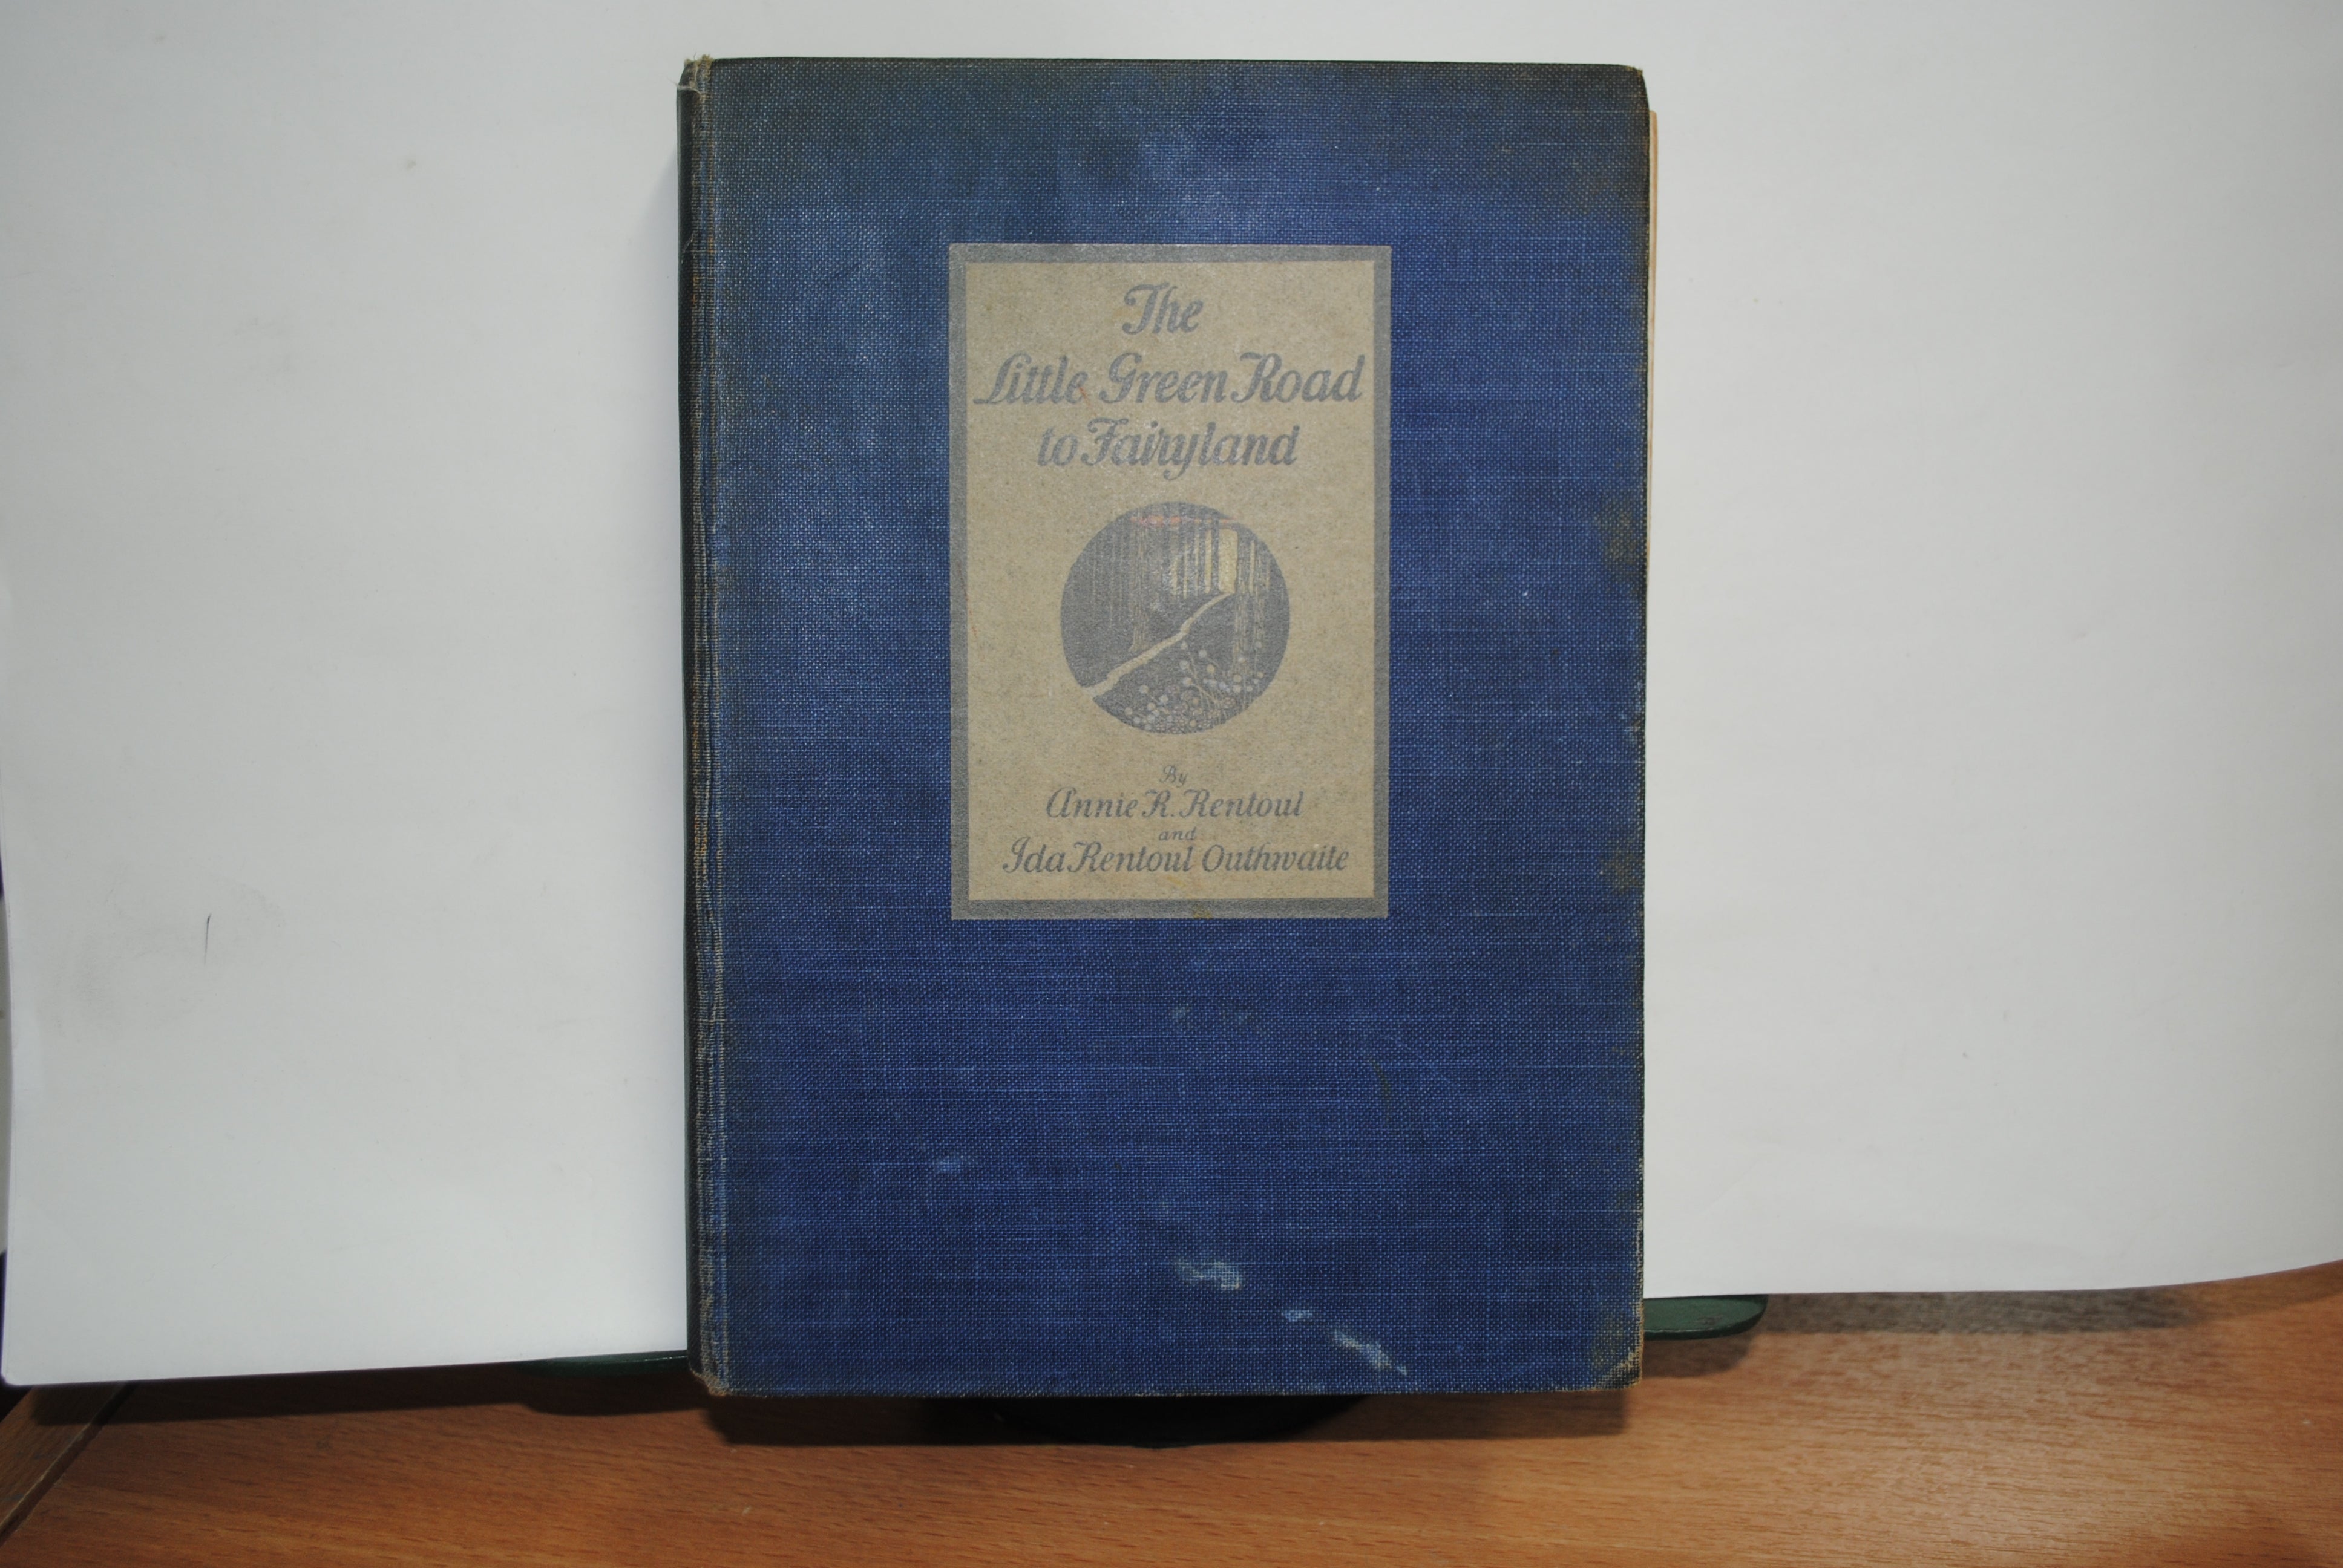 The
Little Green Road
to Fairyland
By
Annie R. Rentoul
and
Ida Rentoul Outhwaite